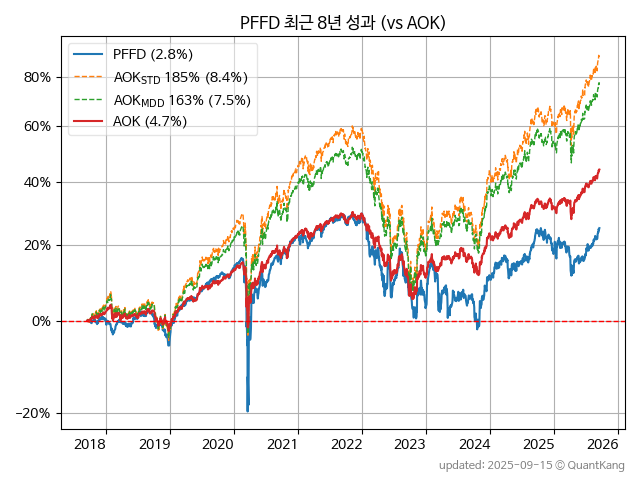 PFFD 최근 8년 성과 (vs AOK)
PFFD (2.8%)
AOK_STD 185% (8.4%)
AOK_MDD 163% (7.5%)
AOK (4.7%)
80%
60%
40%
20%
0%
−20%
2018 2019 2020 2021 2022 2023 2024 2025 2026
updated: 2025-09-15 © QuantKang